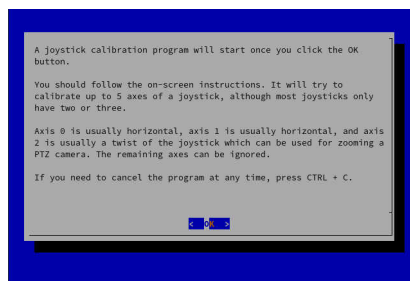 A joystick calibration program will start once you click the OK
button.
You should follow the on-screen instructions. It will try to
calibrate up to 5 axes of a joystick, although most joysticks only
have two or three.
Axis 0 is usually horizontal, axis 1 is usually horizontal, and axis
2 is usually a twist of the joystick which can be used for zooming a
PTZ camera. The remaining axes can be ignored.
If you need to cancel the program at any time, press CTRL + C.
< OK >